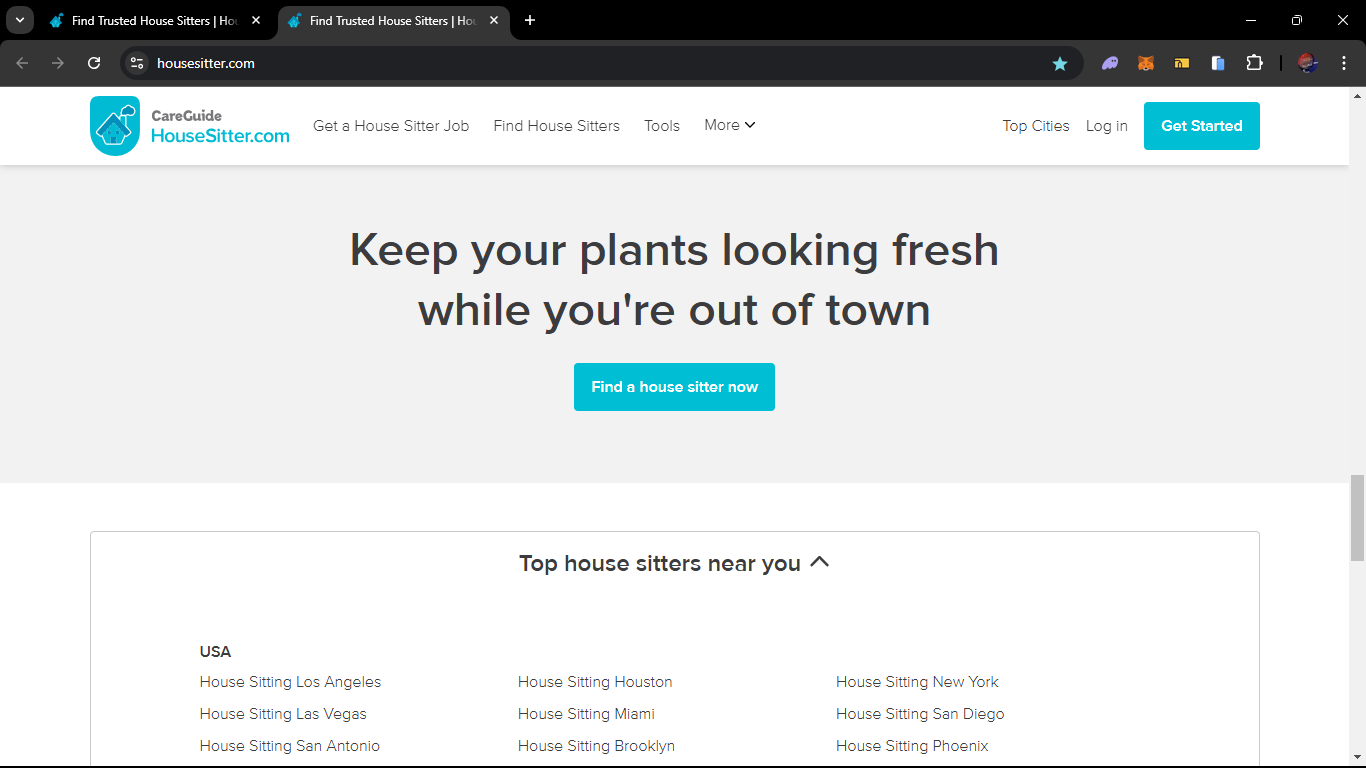 Find Trusted House Sitters | Hou
Find Trusted House Sitters | Hou
housesitter.com
CareGuide
HouseSitter.com
Get a House Sitter Job
Find House Sitters
Tools
More
Top Cities
Log in
Get Started
Keep your plants looking fresh
while you're out of town
Find a house sitter now
Top house sitters near you
USA
House Sitting Los Angeles
House Sitting Houston
House Sitting New York
House Sitting Las Vegas
House Sitting Miami
House Sitting San Diego
House Sitting San Antonio
House Sitting Brooklyn
House Sitting Phoenix